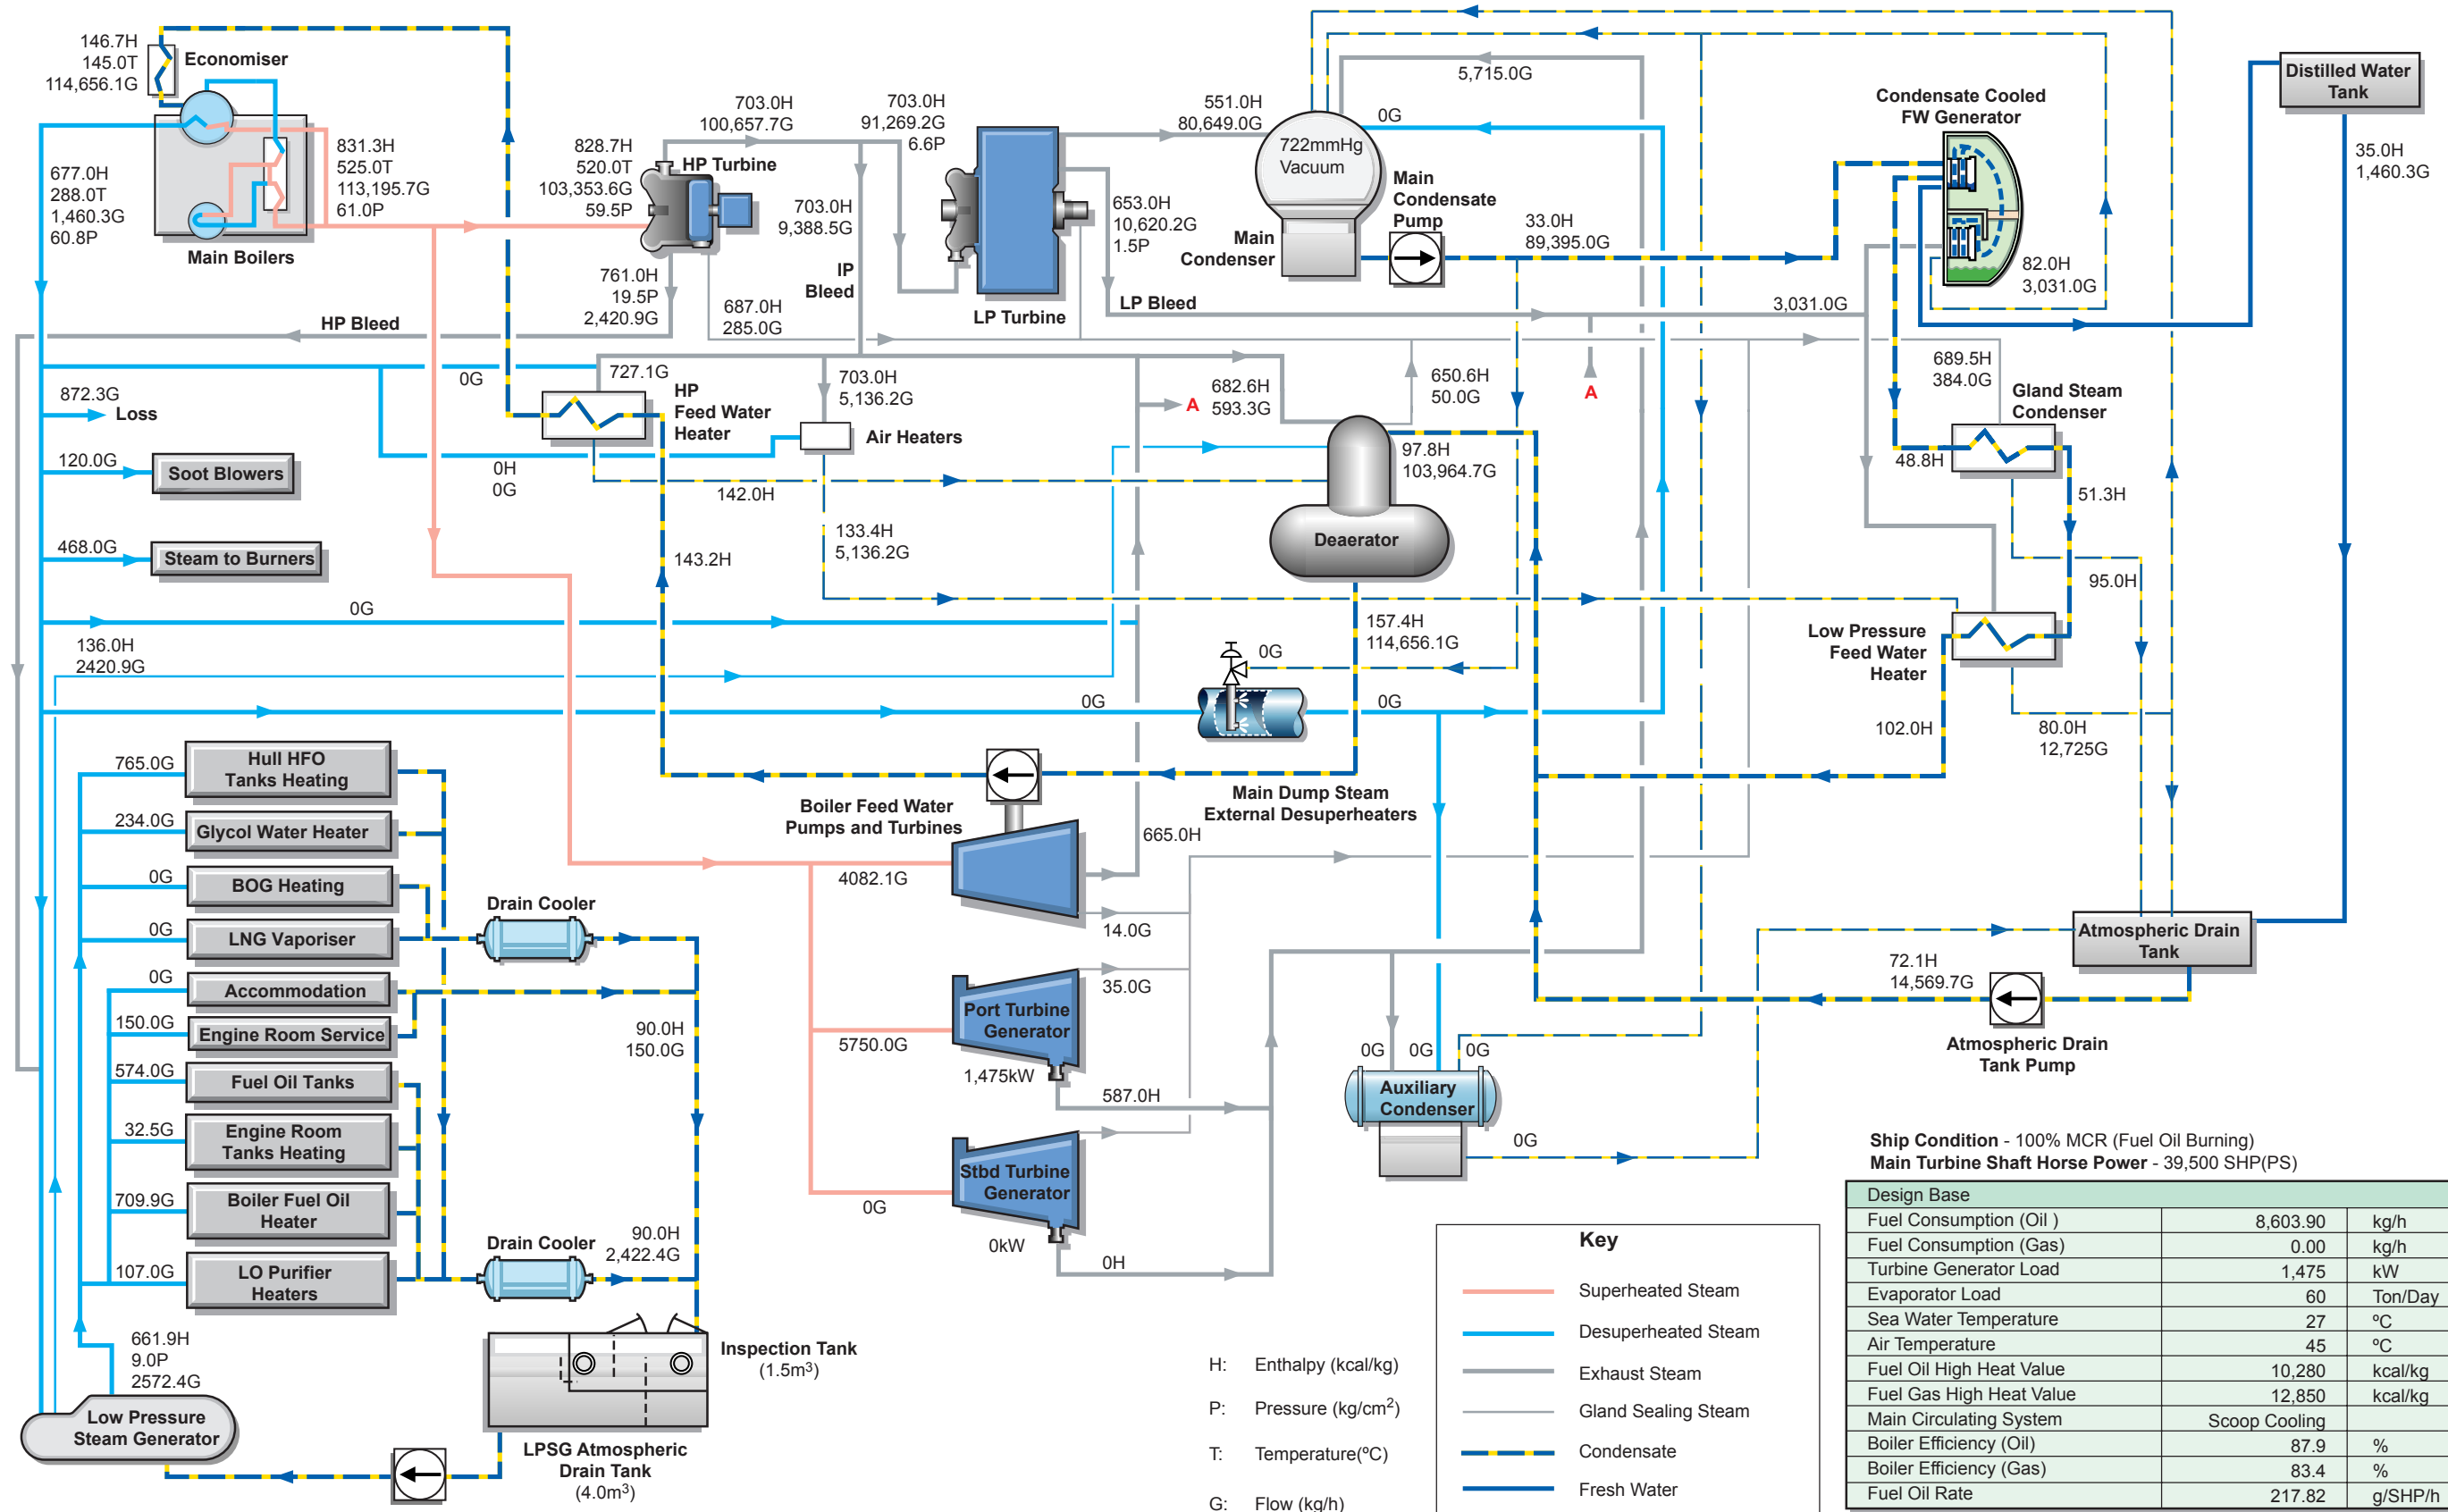 146.7H
145.0T
114,656.1G
Economiser
677.0H
288.0T
1,460.3G
60.8P
Main Boilers
831.3H
525.0T
113,195.7G
61.0P
828.7H
520.0T
103,353.6G
59.5P
HP Turbine
703.0H
100,657.7G
703.0H
91,269.2G
6.6P
703.0H
9,388.5G
IP
Bleed
761.0H
19.5P
2,420.9G
687.0H
285.0G
HP Bleed
LP Turbine
551.0H
80,649.0G
653.0H
10,620.2G
1.5P
LP Bleed
5,715.0G
0G
722mmHg
Vacuum
Main
Condenser
Main
Condensate
Pump
33.0H
89,395.0G
Condensate Cooled
FW Generator
82.0H
3,031.0G
3,031.0G
Distilled Water
Tank
35.0H
1,460.3G
689.5H
384.0G
Gland Steam
Condenser
48.8H
51.3H
95.0H
Low Pressure
Feed Water
Heater
102.0H
80.0H
12,725G
872.3G
Loss
120.0G
Soot Blowers
468.0G
Steam to Burners
0G
727.1G
HP
Feed Water
Heater
703.0H
5,136.2G
Air Heaters
0H
0G
142.0H
133.4H
5,136.2G
143.2H
A
682.6H
593.3G
650.6H
50.0G
A
97.8H
103,964.7G
Deaerator
157.4H
114,656.1G
0G
136.0H
2420.9G
0G
0G
0G
Main Dump Steam
External Desuperheaters
Boiler Feed Water
Pumps and Turbines
665.0H
4082.1G
14.0G
35.0G
Port Turbine
Generator
5750.0G
1,475kW
587.0H
Stbd Turbine
Generator
0G
0kW
0H
765.0G
Hull HFO
Tanks Heating
234.0G
Glycol Water Heater
0G
BOG Heating
0G
LNG Vaporiser
0G
Accommodation
150.0G
Engine Room Service
574.0G
Fuel Oil Tanks
32.5G
Engine Room
Tanks Heating
709.9G
Boiler Fuel Oil
Heater
107.0G
LO Purifier
Heaters
Drain Cooler
90.0H
150.0G
Drain Cooler
90.0H
2,422.4G
661.9H
9.0P
2572.4G
Low Pressure
Steam Generator
Inspection Tank
(1.5m³)
LPSG Atmospheric
Drain Tank
(4.0m³)
0G
0G
0G
Auxiliary
Condenser
0G
Atmospheric Drain
Tank
72.1H
14,569.7G
Atmospheric Drain
Tank Pump
H: Enthalpy (kcal/kg)
P: Pressure (kg/cm²)
T: Temperature(ºC)
G: Flow (kg/h)
Key
Superheated Steam
Desuperheated Steam
Exhaust Steam
Gland Sealing Steam
Condensate
Fresh Water
Ship Condition - 100% MCR (Fuel Oil Burning)
Main Turbine Shaft Horse Power - 39,500 SHP(PS)
Design Base
Fuel Consumption (Oil ) 8,603.90 kg/h
Fuel Consumption (Gas) 0.00 kg/h
Turbine Generator Load 1,475 kW
Evaporator Load 60 Ton/Day
Sea Water Temperature 27 ºC
Air Temperature 45 ºC
Fuel Oil High Heat Value 10,280 kcal/kg
Fuel Gas High Heat Value 12,850 kcal/kg
Main Circulating System Scoop Cooling
Boiler Efficiency (Oil) 87.9 %
Boiler Efficiency (Gas) 83.4 %
Fuel Oil Rate 217.82 g/SHP/h